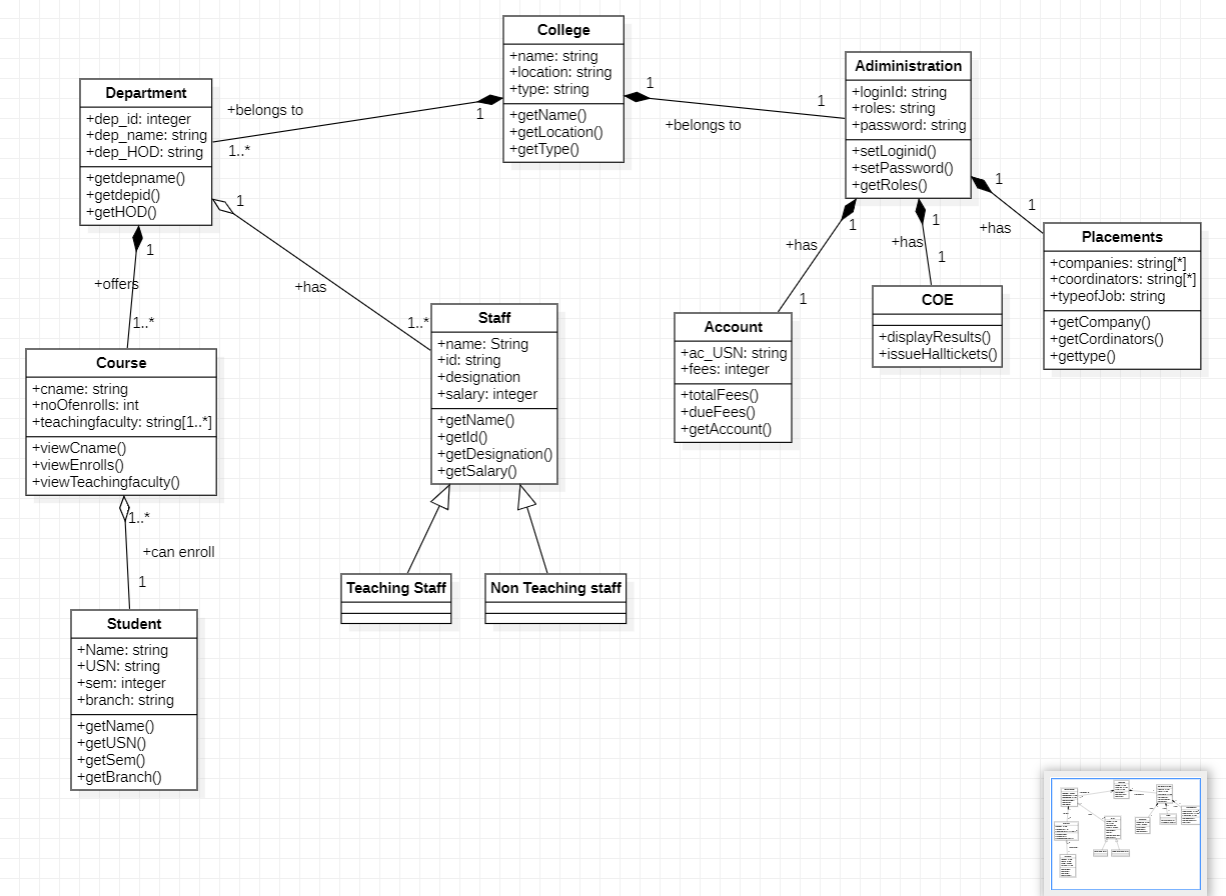 College
+name: string
+location: string
+type: string
+getName()
+getLocation()
+getType()
Department
+dep_id: integer
+dep_name: string
+dep_HOD: string
+getdepname()
+getdepid()
+getHOD()
+belongs to
1
1..*
1
+belongs to
1
Adiministration
+loginId: string
+roles: string
+password: string
+setLoginid()
+setPassword()
+getRoles()
1
+offers
1..*
1
+has
1..*
1
+has
1
1
+has
1
1
+has
1
Placements
+companies: string[*]
+coordinators: string[*]
+typeofJob: string
+getCompany()
+getCordinators()
+gettype()
COE
+displayResults()
+issueHalltickets()
Account
+ac_USN: string
+fees: integer
+totalFees()
+dueFees()
+getAccount()
Staff
+name: String
+id: string
+designation
+salary: integer
+getName()
+getId()
+getDesignation()
+getSalary()
Course
+cname: string
+noOfenrolls: int
+teachingfaculty: string[1..*]
+viewCname()
+viewEnrolls()
+viewTeachingfaculty()
1..*
+can enroll
1
Teaching Staff
Non Teaching staff
Student
+Name: string
+USN: string
+sem: integer
+branch: string
+getName()
+getUSN()
+getSem()
+getBranch()